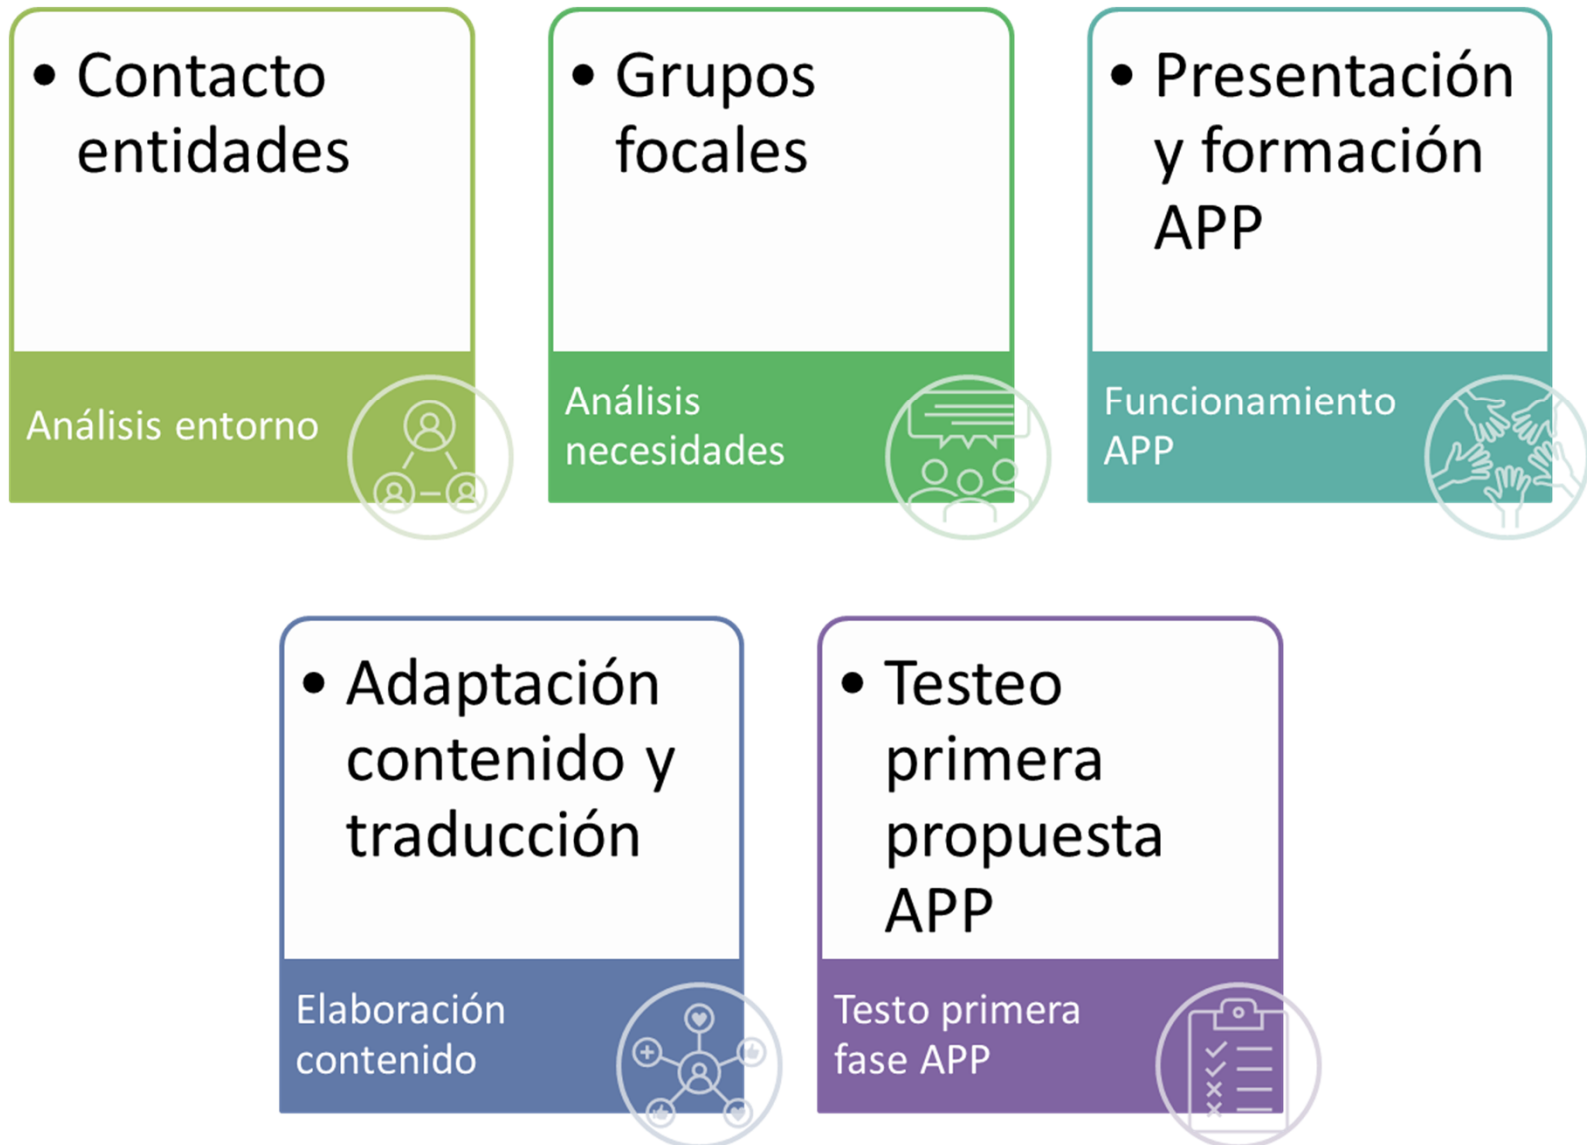 • Contacto
entidades
Análisis entorno
• Grupos
focales
Análisis
necesidades
• Presentación
y formación
APP
Funcionamiento
APP
• Adaptación
contenido y
traducción
Elaboración
contenido
• Testeo
primera
propuesta
APP
Testo primera
fase APP